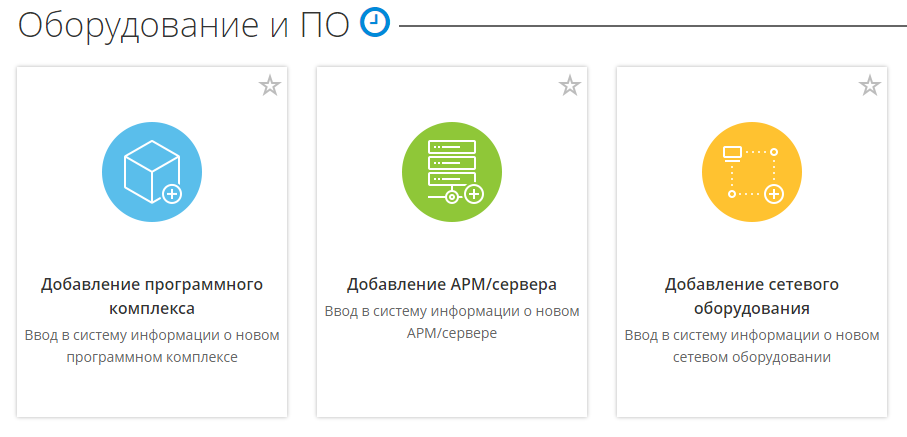 Оборудование и ПО
Добавление программного
комплекса
Ввод в систему информации о новом
программном комплексе
Добавление АРМ/сервера
Ввод в систему информации о новом
АРМ/сервере
Добавление сетевого
оборудования
Ввод в систему информации о новом
сетевом оборудовании